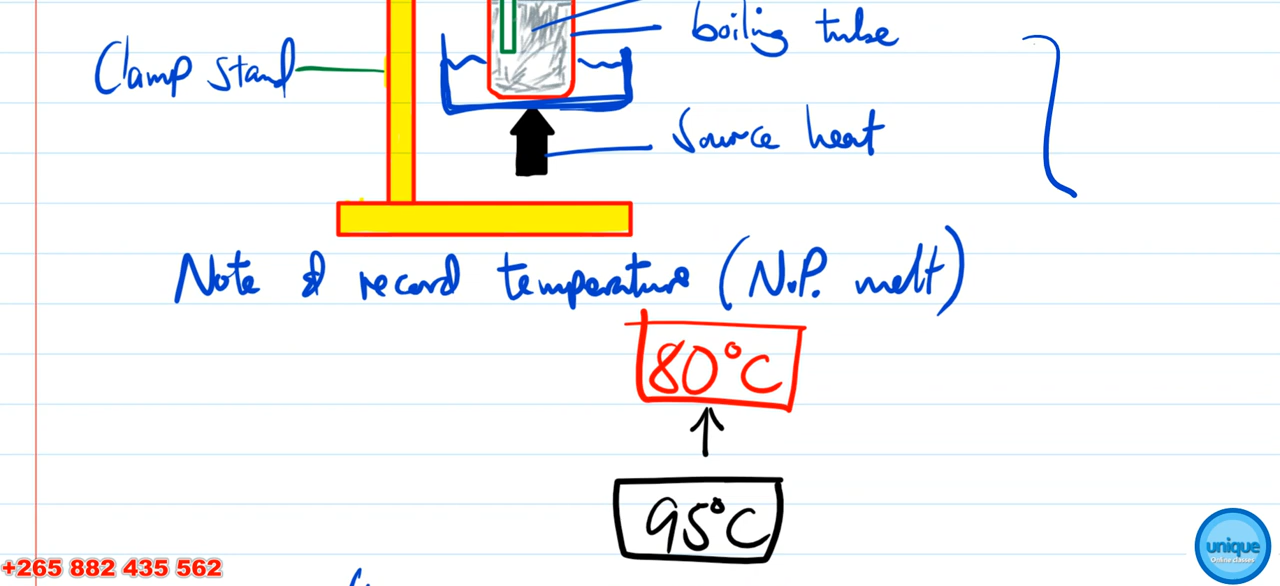 boiling tube
Clamp stand
Source heat
Note & record temperature (N.P. melt)
80°C
95°C
+265 882 435 562
unique
Online classes